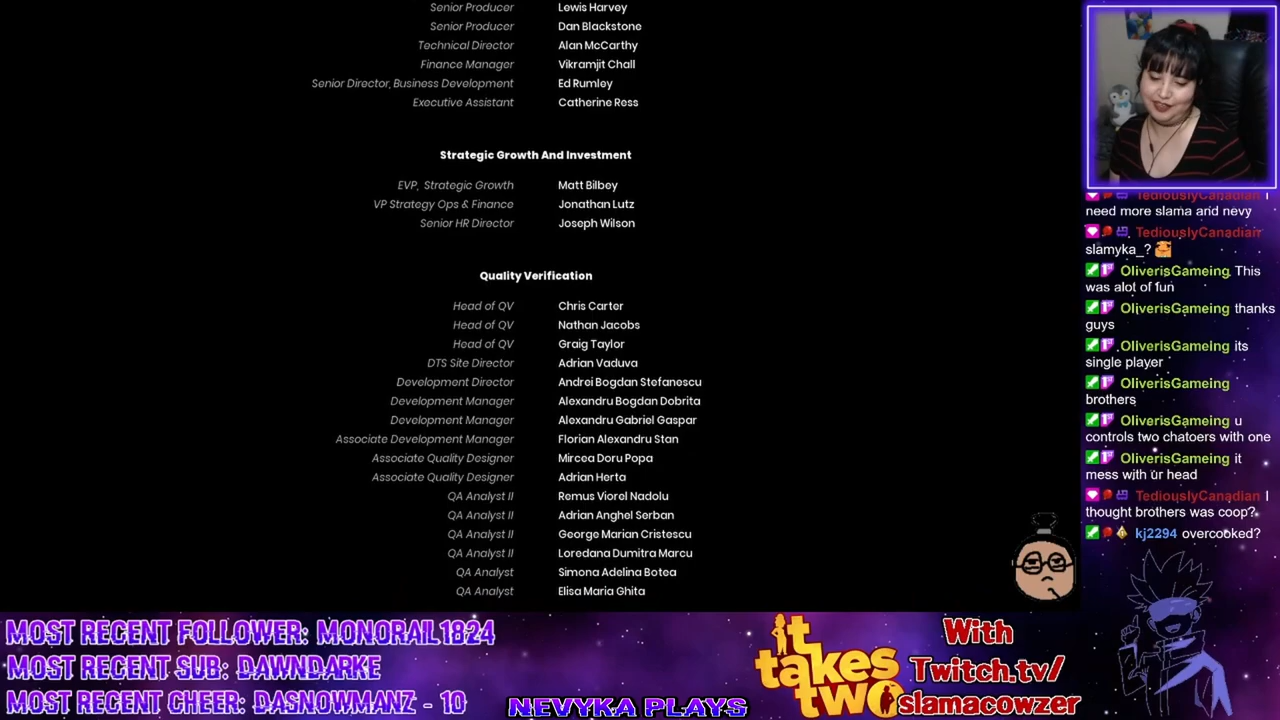 Senior Producer Lewis Harvey
Senior Producer Dan Blackstone
Technical Director Alan McCarthy
Finance Manager Vikramjit Chall
Senior Director, Business Development Ed Rumley
Executive Assistant Catherine Ress
Strategic Growth And Investment
EVP, Strategic Growth Matt Bilbey
VP Strategy Ops & Finance Jonathan Lutz
Senior HR Director Joseph Wilson
Quality Verification
Head of QV Chris Carter
Head of QV Nathan Jacobs
Head of QV Graig Taylor
DTS Site Director Adrian Vaduva
Development Director Andrei Bogdan Stefanescu
Development Manager Alexandru Bogdan Dobrita
Development Manager Alexandru Gabriel Gaspar
Associate Development Manager Florian Alexandru Stan
Associate Quality Designer Mircea Doru Popa
Associate Quality Designer Adrian Herta
QA Analyst II Remus Viorel Nadolu
QA Analyst II Adrian Anghel Serban
QA Analyst II George Marian Cristescu
QA Analyst II Loredana Dumitra Marcu
QA Analyst Simona Adelina Botea
QA Analyst Elisa Maria Ghita
TediouslyCanadian I
need more slama and nevy
TediouslyCanadian
slamyka_?
OliverisGameing This
was alot of fun
OliverisGameing thanks
guys
OliverisGameing its
single player
OliverisGameing
brothers
OliverisGameing u
controls two chatoers with one
OliverisGameing it
mess with ur head
TediouslyCanadian I
thought brothers was coop?
kj2294 overcooked?
MOST RECENT FOLLOWER: MONORAIL1824
MOST RECENT SUB: DAWNDARKE
MOST RECENT CHEER: DASNOWMANZ - 10
NEVYKA PLAYS
it
takes
two
With
Twitch.tv/
slamacowzer